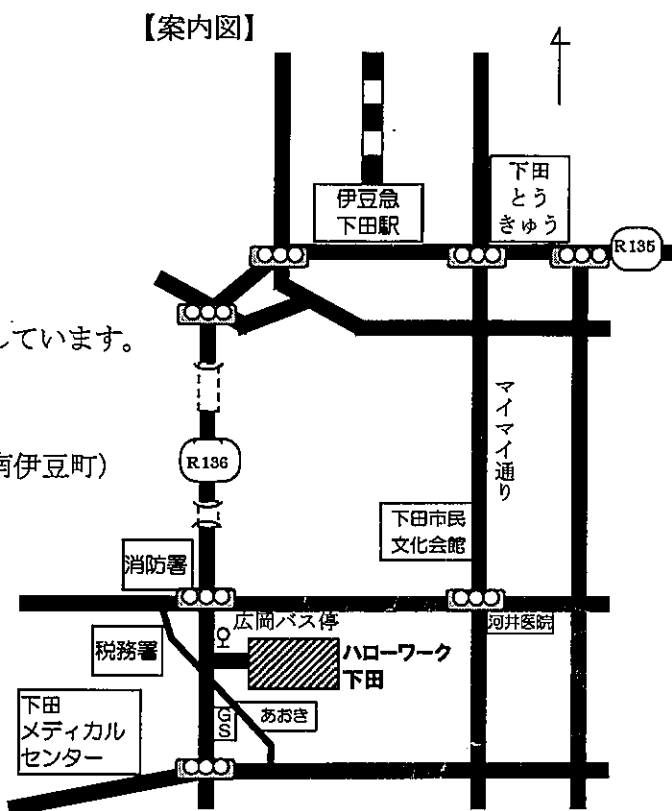 【案内図】
伊豆急
下田駅
下田
とう
きゅう
R135
しています。
マイマイ通り
南伊豆町)
R136
下田市民
文化会館
消防署
広岡バス停
河井医院
税務署
ハローワーク
下田
下田
メディカル
センター
GS
あおき